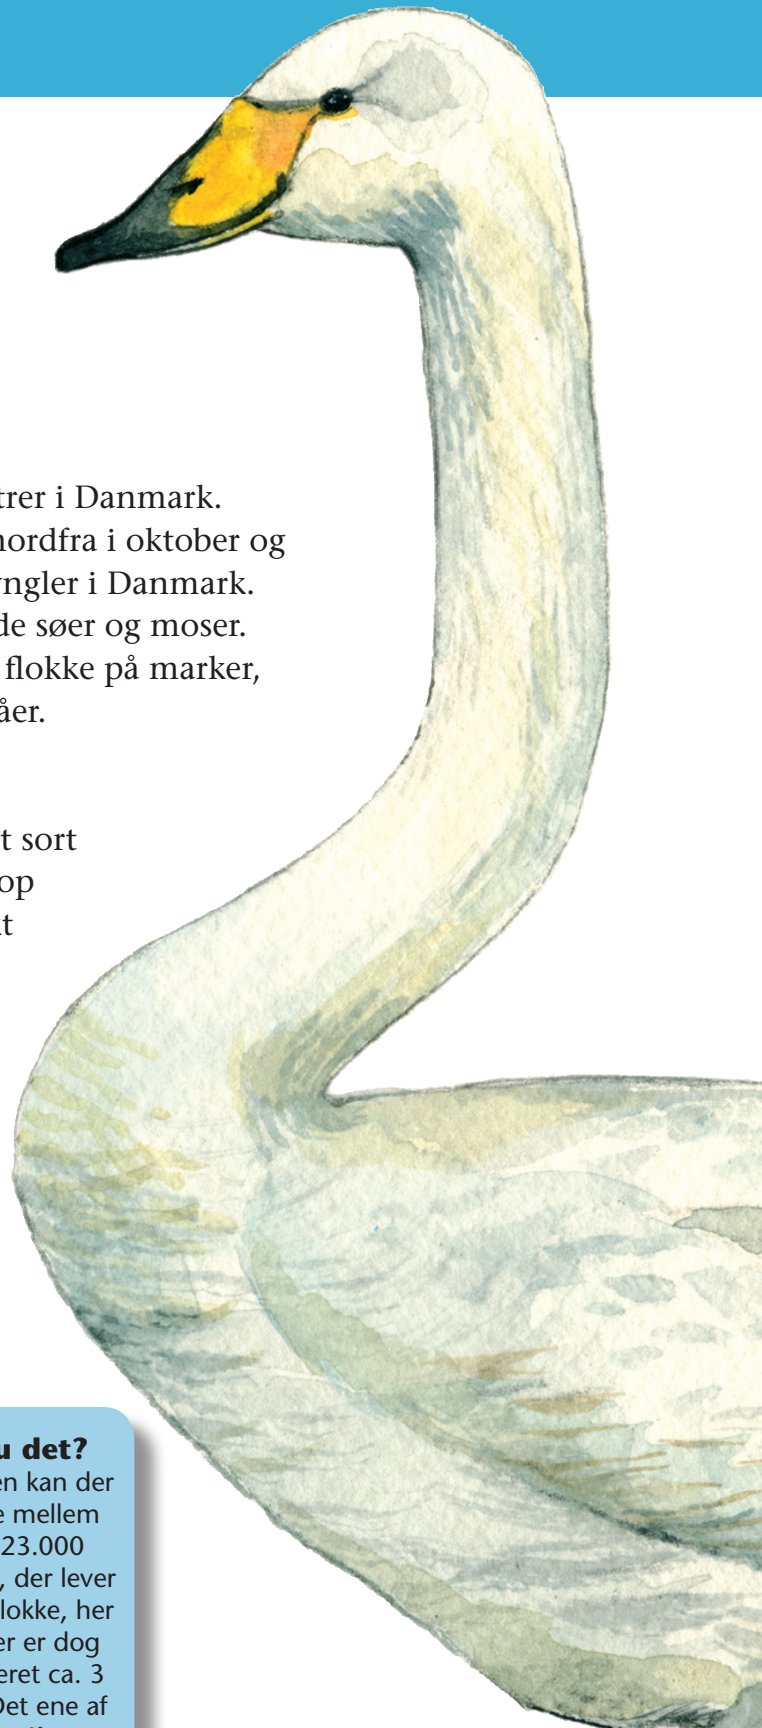 trer i Danmark.
nordfra i oktober og
ngler i Danmark.
de søer og moser.
flokke på marker,
åer.
t sort
op
t
u det?
en kan der
e mellem
23.000
, der lever
lokke, her
er er dog
eret ca. 3
Det ene af